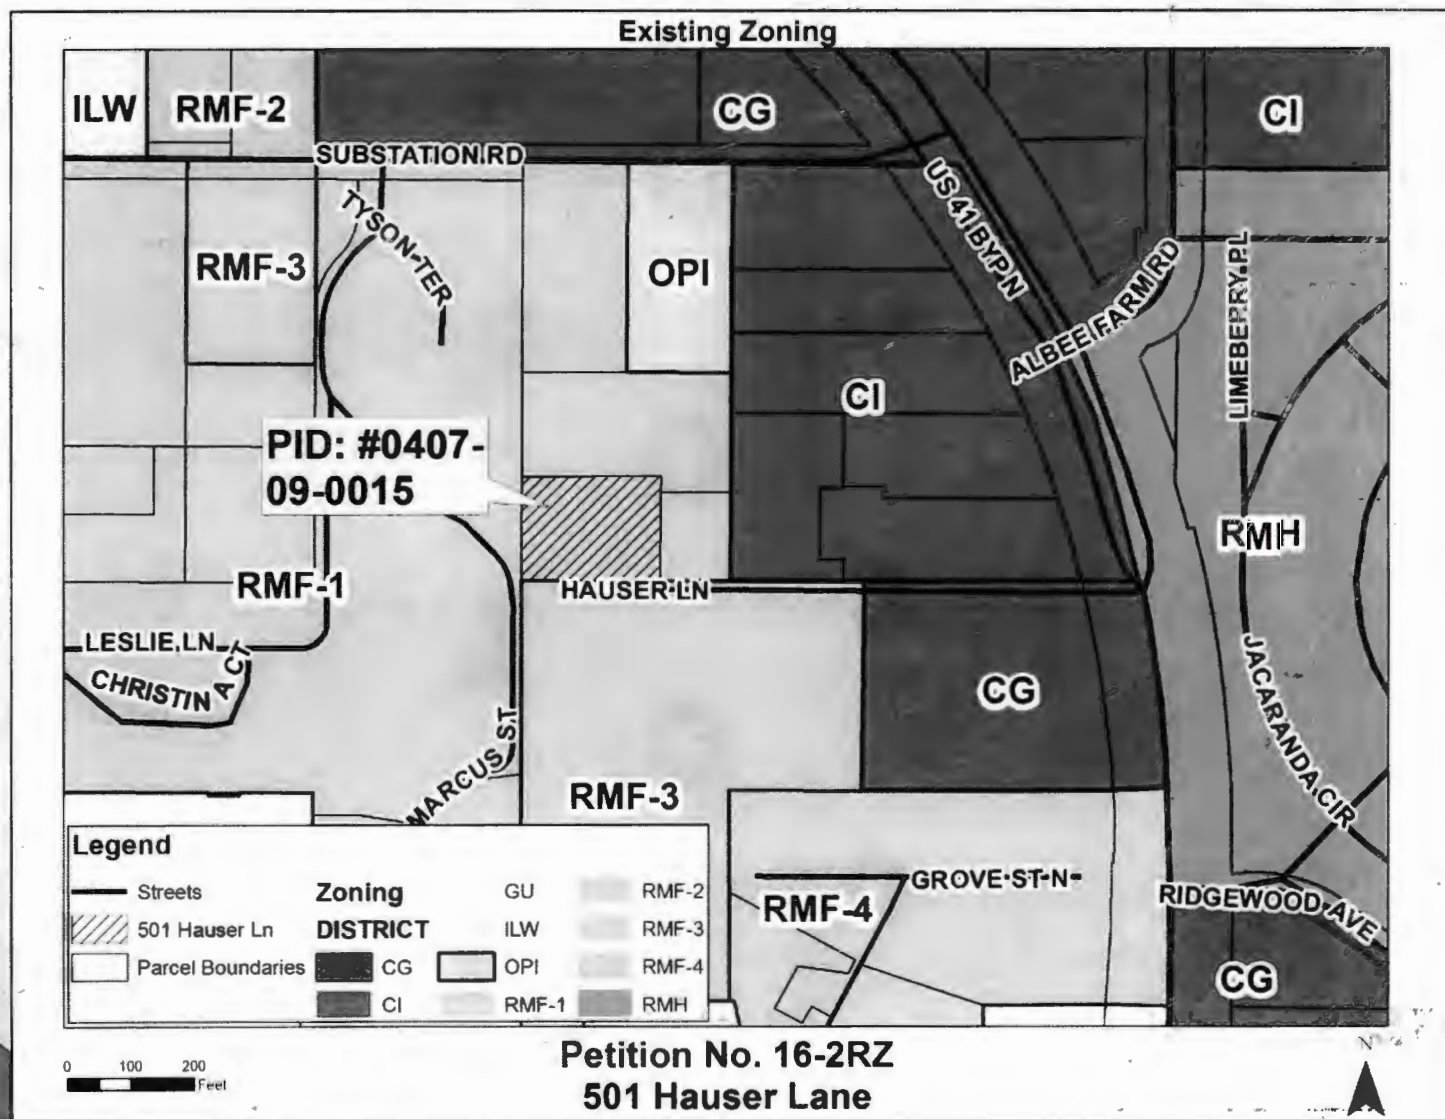 Existing Zoning
ILW
RMF-2
CG
CI
SUBSTATION RD
TYSON TER
RMF-3
OPI
US 41 BYP N
ALBEE FARM RD
LIMEBERRY PL
CI
PID: #0407-
09-0015
RMH
RMF-1
HAUSER LN
LESLIE LN
CHRISTIN
A CT
JACARANDA CIR
CG
MARCUS ST
RMF-3
RMF-4
GROVE ST N
RIDGEWOOD AVE
CG
Legend
Streets
501 Hauser Ln
Parcel Boundaries
Zoning
DISTRICT
CG
CI
GU
ILW
OPI
RMF-1
RMF-2
RMF-3
RMF-4
RMH
0 100 200
Feet
Petition No. 16-2RZ
501 Hauser Lane
N